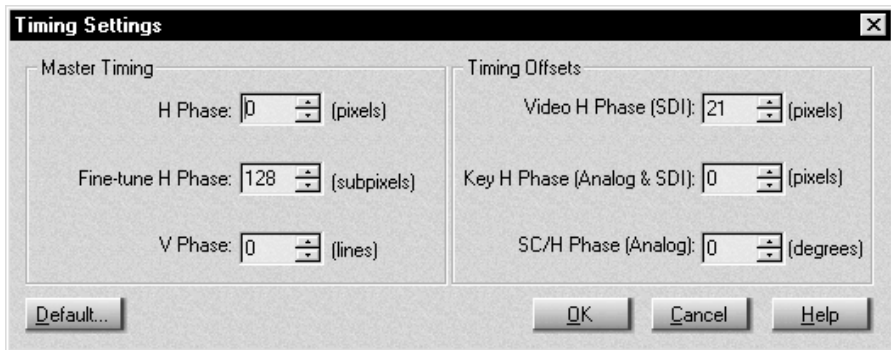 Timing Settings
Master Timing
H Phase: 0 (pixels)
Fine-tune H Phase: 128 (subpixels)
V Phase: 0 (lines)
Timing Offsets
Video H Phase (SDI): 21 (pixels)
Key H Phase (Analog & SDI): 0 (pixels)
SC/H Phase (Analog): 0 (degrees)
Default... OK Cancel Help